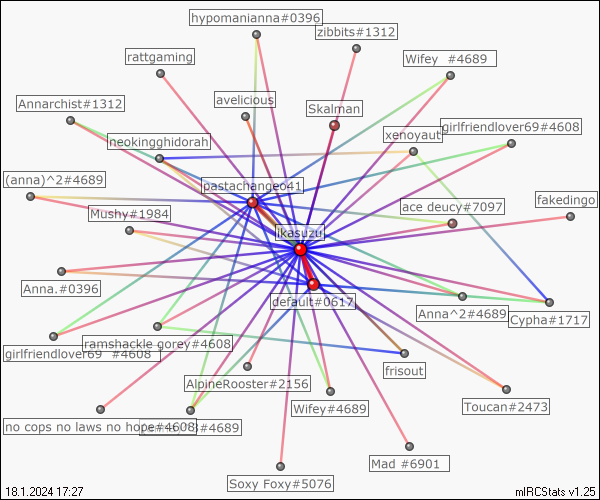 hypomanianna#0396
zibbits#1312
rattgaming
Wifey  #4689
Annarchist#1312
avelicious
Skalman
neokingghidorah
xenoyaut
girlfriendlover69#4608
(anna)^2#4689
pastachangeo41
Mushy#1984
ace deucy#7097
fakedingo
ikasuzu
Anna.#0396
default#0617
Anna^2#4689
Cypha#1717
girlfriendlover69  #4608
ramshackle gorey#4608
frisout
AlpineRooster#2156
Wifey#4689
Toucan#2473
no cops no laws no hope#4608
#4689
Soxy Foxy#5076
Mad #6901
18.1.2024 17:27
mIRCStats v1.25